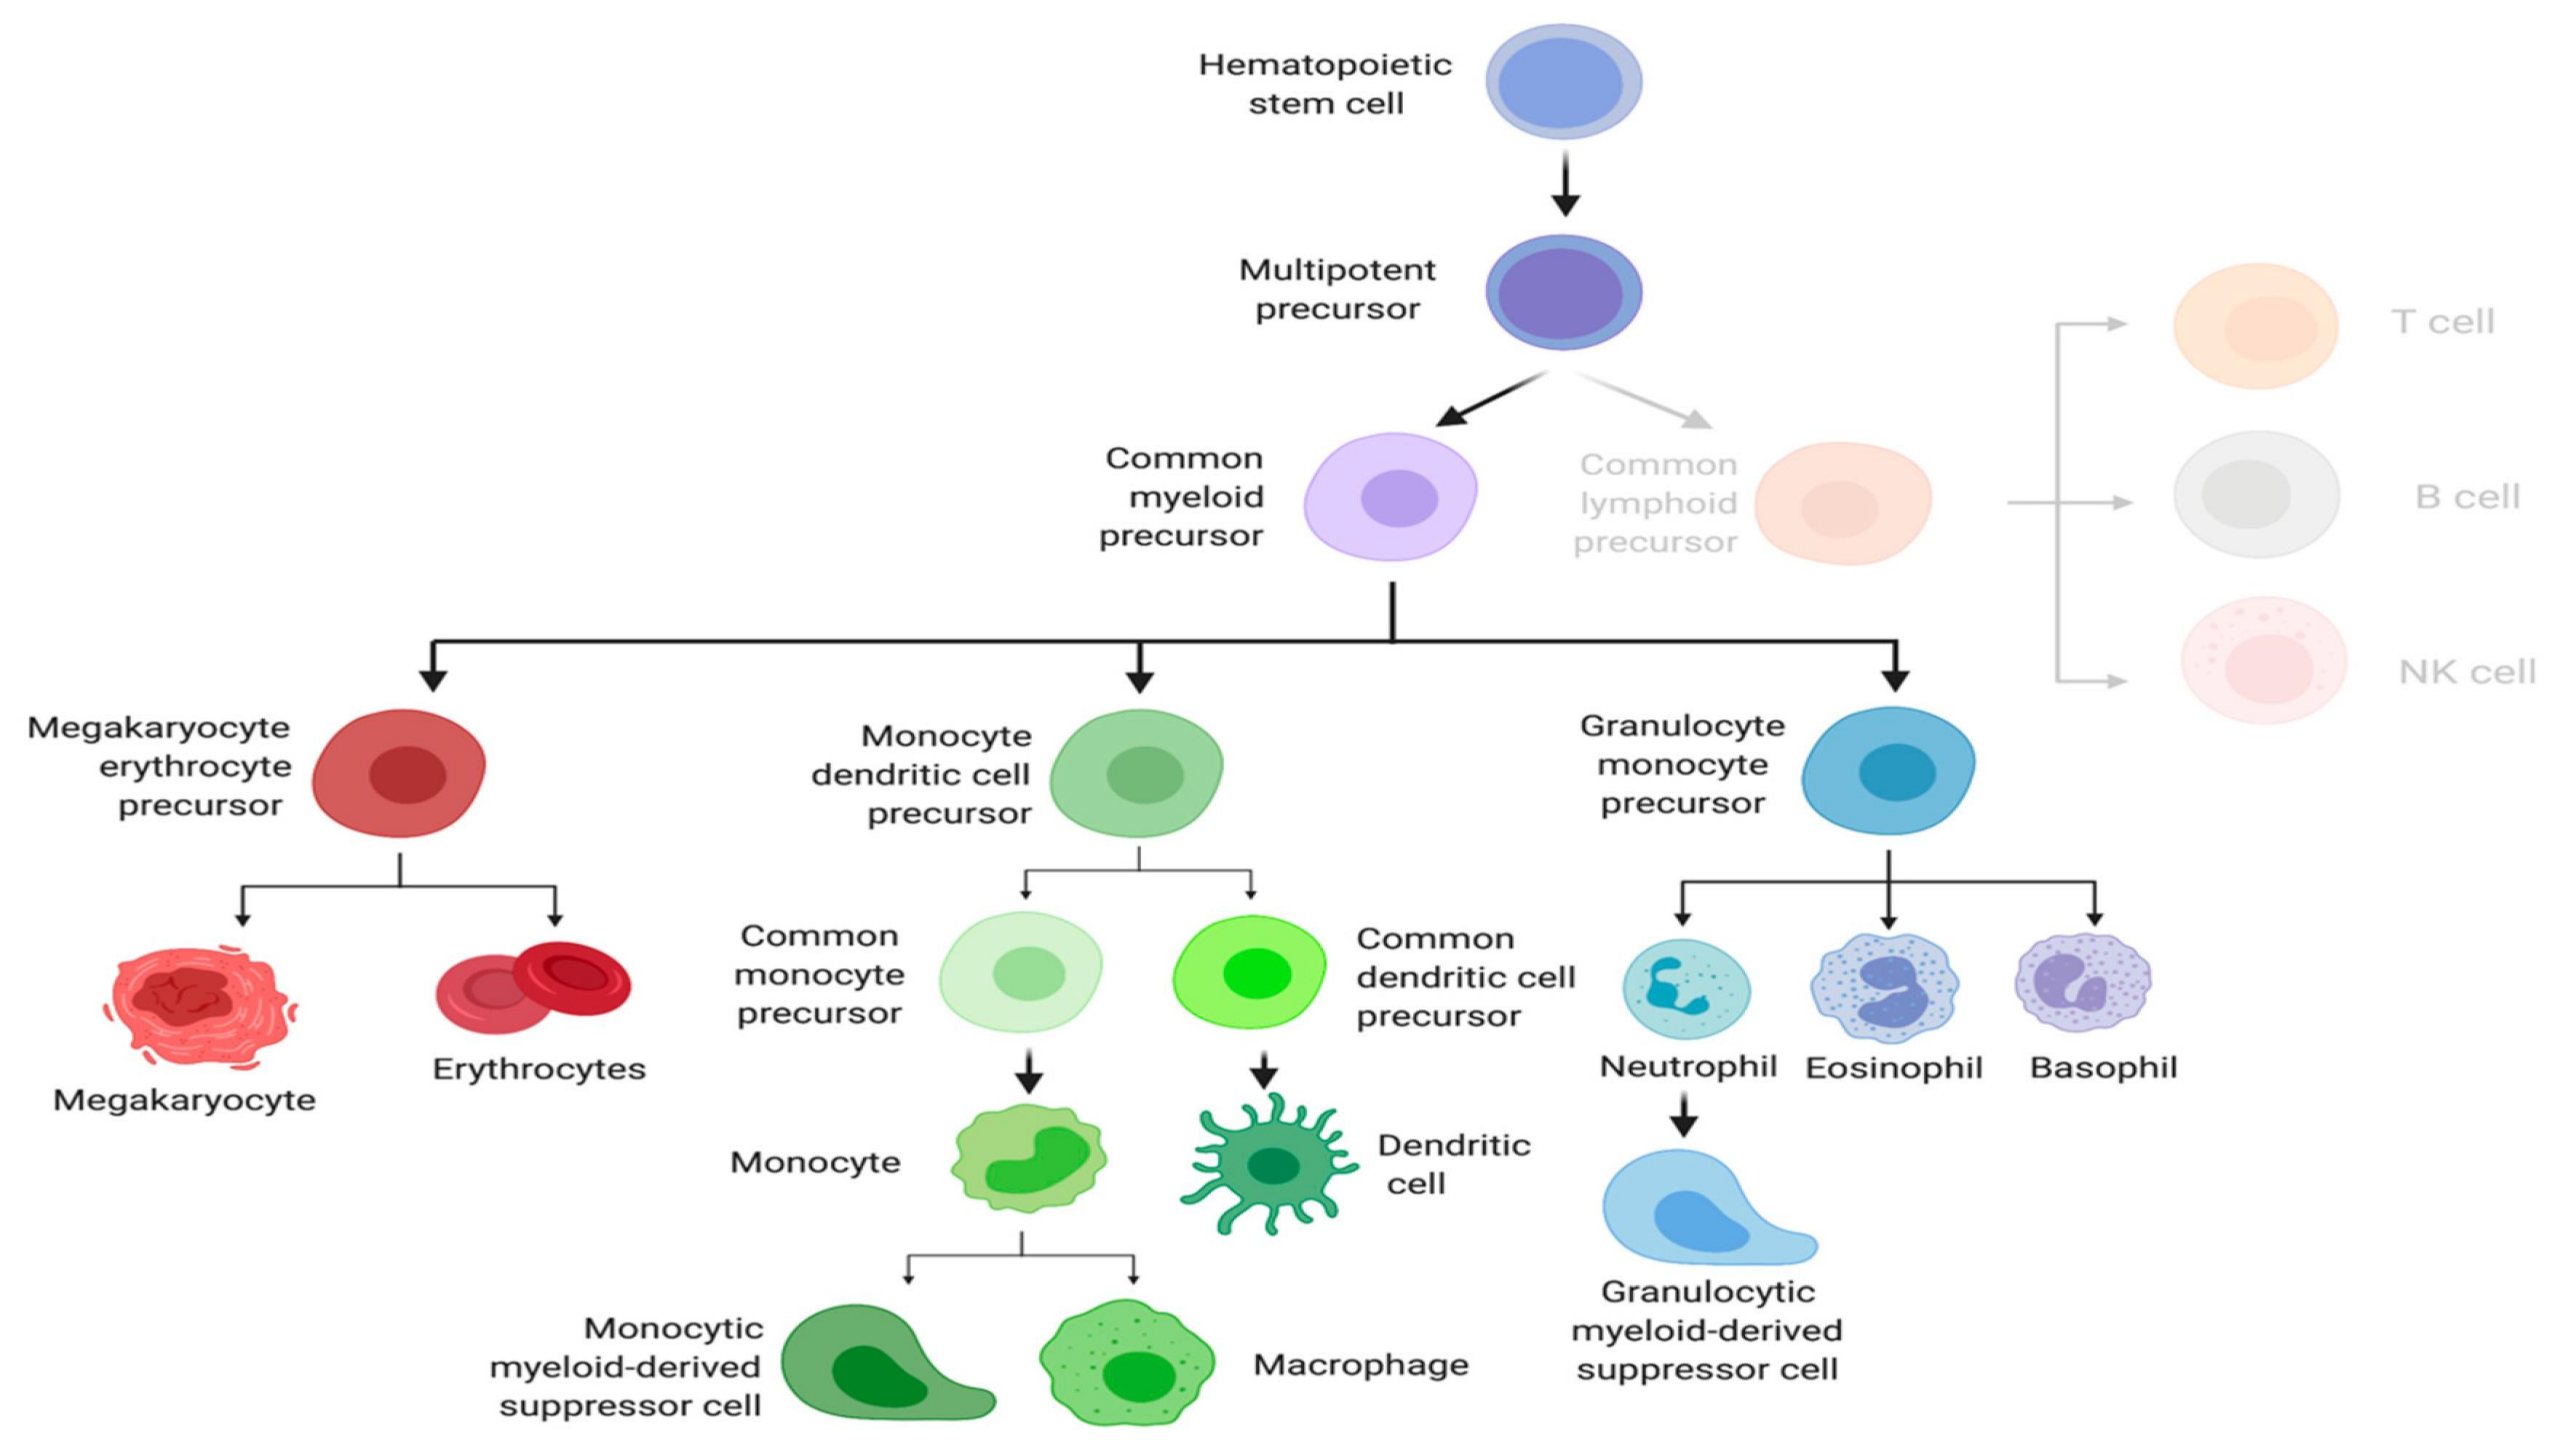 Hematopoietic
stem cell
Multipotent
precursor
T cell
Common
myeloid
precursor
Common
lymphoid
precursor
B cell
NK cell
Megakaryocyte
erythrocyte
precursor
Monocyte
dendritic cell
precursor
Granulocyte
monocyte
precursor
Common
monocyte
precursor
Common
dendritic cell
precursor
Neutrophil
Eosinophil
Basophil
Megakaryocyte
Erythrocytes
Monocyte
Dendritic
cell
Monocytic
myeloid-derived
suppressor cell
Macrophage
Granulocytic
myeloid-derived
suppressor cell